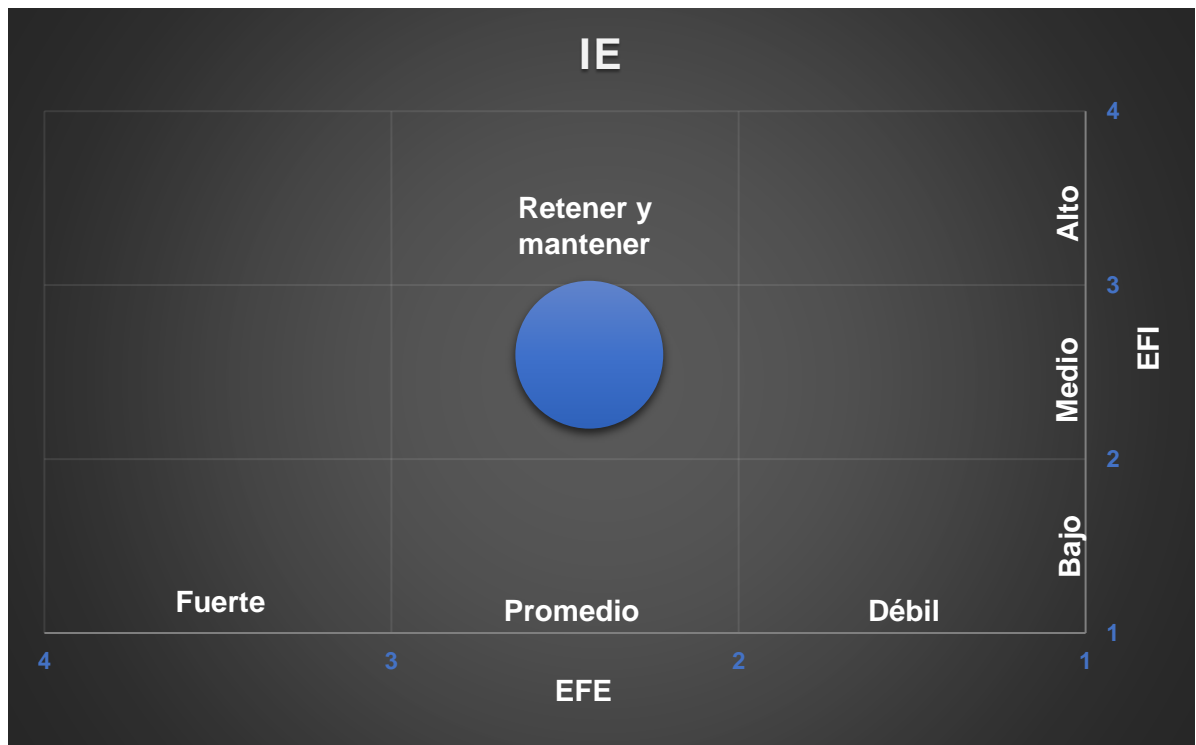 IE
4
Retener y
mantener
Alto
3
EFI
Medio
2
Bajo
Fuerte
Promedio
Débil
1
4
3
2
1
EFE